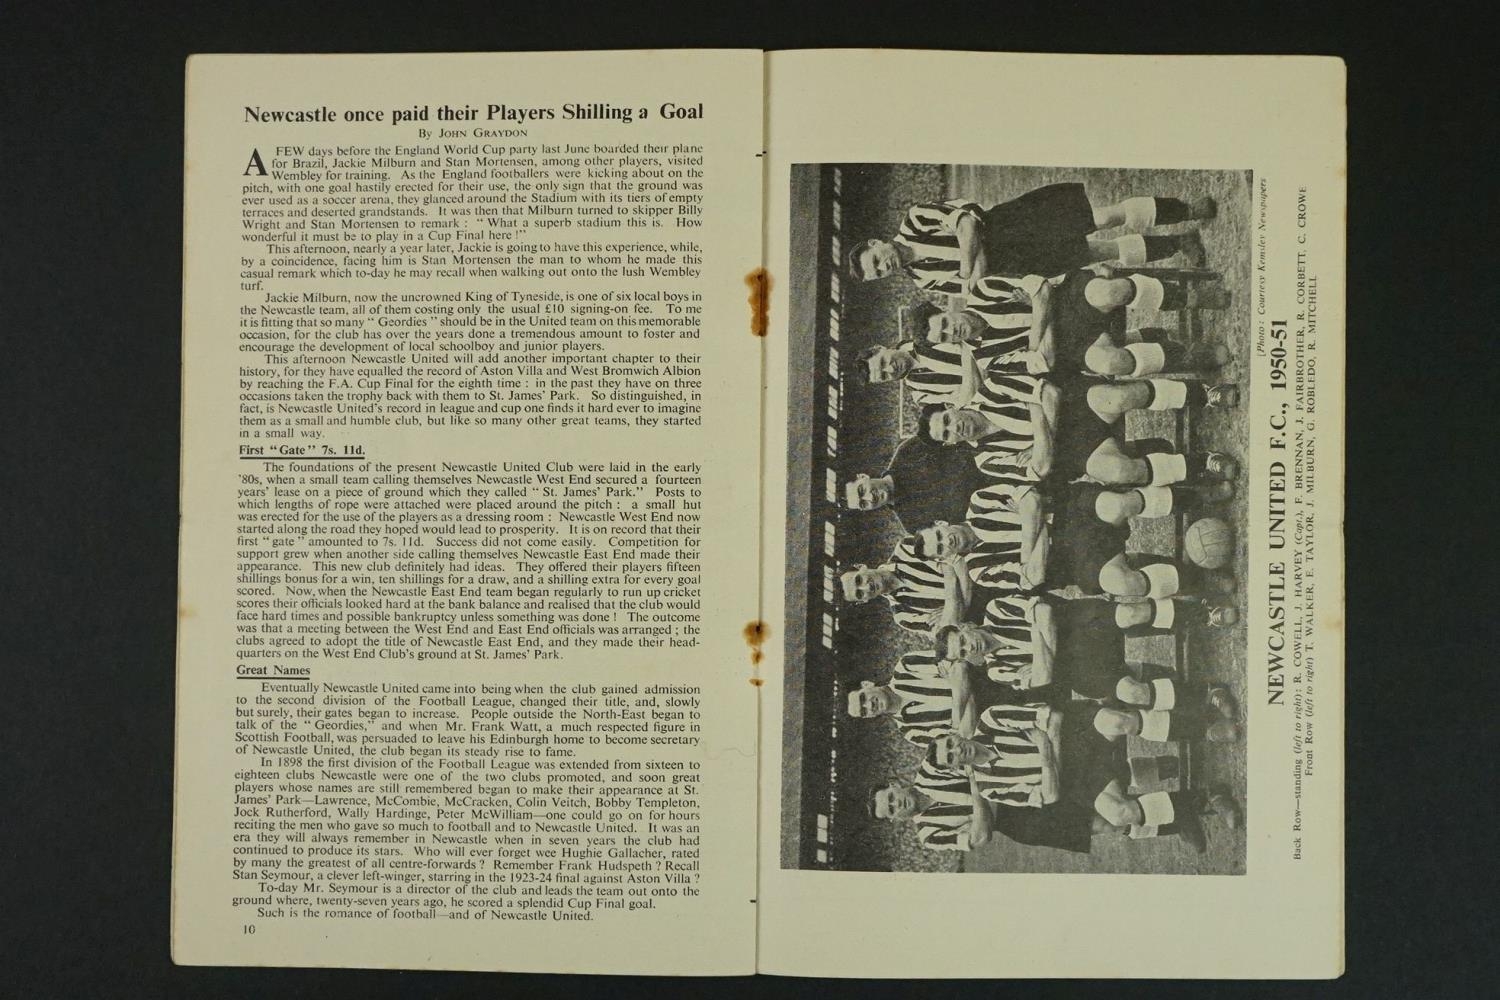 Newcastle once paid their Players Shilling a Goal
By JOHN GRAYDON
A FEW days before the England World Cup party last June boarded their plane
for Brazil, Jackie Milburn and Stan Mortensen, among other players, visited
Wembley for training. As the England footballers were kicking about on the
pitch, with one goal hastily erected for their use, the only sign that the ground was
ever used as a soccer arena, they glanced around the Stadium with its tiers of empty
terraces and deserted grandstands. It was then that Milburn turned to skipper Billy
Wright and Stan Mortensen to remark : " What a superb stadium this is. How
wonderful it must be to play in a Cup Final here !"
This afternoon, nearly a year later, Jackie is going to have this experience, while,
by a coincidence, facing him is Stan Mortensen the man to whom he made this
casual remark which to-day he may recall when walking out onto the lush Wembley
turf.
Jackie Milburn, now the uncrowned King of Tyneside, is one of six local boys in
the Newcastle team, all of them costing only the usual £10 signing-on fee. To me
it is fitting that so many " Geordies " should be in the United team on this memorable
occasion, for the club has over the years done a tremendous amount to foster and
encourage the development of local schoolboy and junior players.
This afternoon Newcastle United will add another important chapter to their
history, for they have equalled the record of Aston Villa and West Bromwich Albion
by reaching the F.A. Cup Final for the eighth time : in the past they have on three
occasions taken the trophy back with them to St. James' Park. So distinguished, in
fact, is Newcastle United's record in league and cup one finds it hard ever to imagine
them as a small and humble club, but like so many other great teams, they started
in a small way.
First "Gate" 7s. 11d.
The foundations of the present Newcastle United Club were laid in the early
'80s, when a small team calling themselves Newcastle West End secured a fourteen
years' lease on a piece of ground which they called " St. James' Park." Posts to
which lengths of rope were attached were placed around the pitch : a small hut
was erected for the use of the players as a dressing room : Newcastle West End now
started along the road they hoped would lead to prosperity. It is on record that their
first " gate " amounted to 7s. 11d. Success did not come easily. Competition for
support grew when another side calling themselves Newcastle East End made their
appearance. This new club definitely had ideas. They offered their players fifteen
shillings bonus for a win, ten shillings for a draw, and a shilling extra for every goal
scored. Now, when the Newcastle East End team began regularly to run up cricket
scores their officials looked hard at the bank balance and realised that the club would
face hard times and possible bankruptcy unless something was done ! The outcome
was that a meeting between the West End and East End officials was arranged ; the
clubs agreed to adopt the title of Newcastle East End, and they made their head-
quarters on the West End Club's ground at St. James' Park.
Great Names
Eventually Newcastle United came into being when the club gained admission
to the second division of the Football League, changed their title, and, slowly
but surely, their gates began to increase. People outside the North-East began to
talk of the " Geordies," and when Mr. Frank Watt, a much respected figure in
Scottish Football, was persuaded to leave his Edinburgh home to become secretary
of Newcastle United, the club began its steady rise to fame.
In 1898 the first division of the Football League was extended from sixteen to
eighteen clubs Newcastle were one of the two clubs promoted, and soon great
players whose names are still remembered began to make their appearance at St.
James' Park—Lawrence, McCombie, McCracken, Colin Veitch, Bobby Templeton,
Jock Rutherford, Wally Hardinge, Peter McWilliam—one could go on for hours
reciting the men who gave so much to football and to Newcastle United. It was an
era they will always remember in Newcastle when in seven years the club had
continued to produce its stars. Who will ever forget wee Hughie Gallacher, rated
by many the greatest of all centre-forwards ? Remember Frank Hudspeth ? Recall
Stan Seymour, a clever left-winger, starring in the 1923-24 final against Aston Villa ?
To-day Mr. Seymour is a director of the club and leads the team out onto the
ground where, twenty-seven years ago, he scored a splendid Cup Final goal.
Such is the romance of football—and of Newcastle United.
10
[Photo : Courtesy Kemsley Newspapers
NEWCASTLE UNITED F.C., 1950-51
Back Row—standing (left to right) : R. COWELL, J. HARVEY (Capt.), F. BRENNAN, J. FAIRBROTHER, R. CORBETT, C. CROWE
Front Row (left to right) T. WALKER, E. TAYLOR, J. MILBURN, G. ROBLEDO, R. MITCHELL